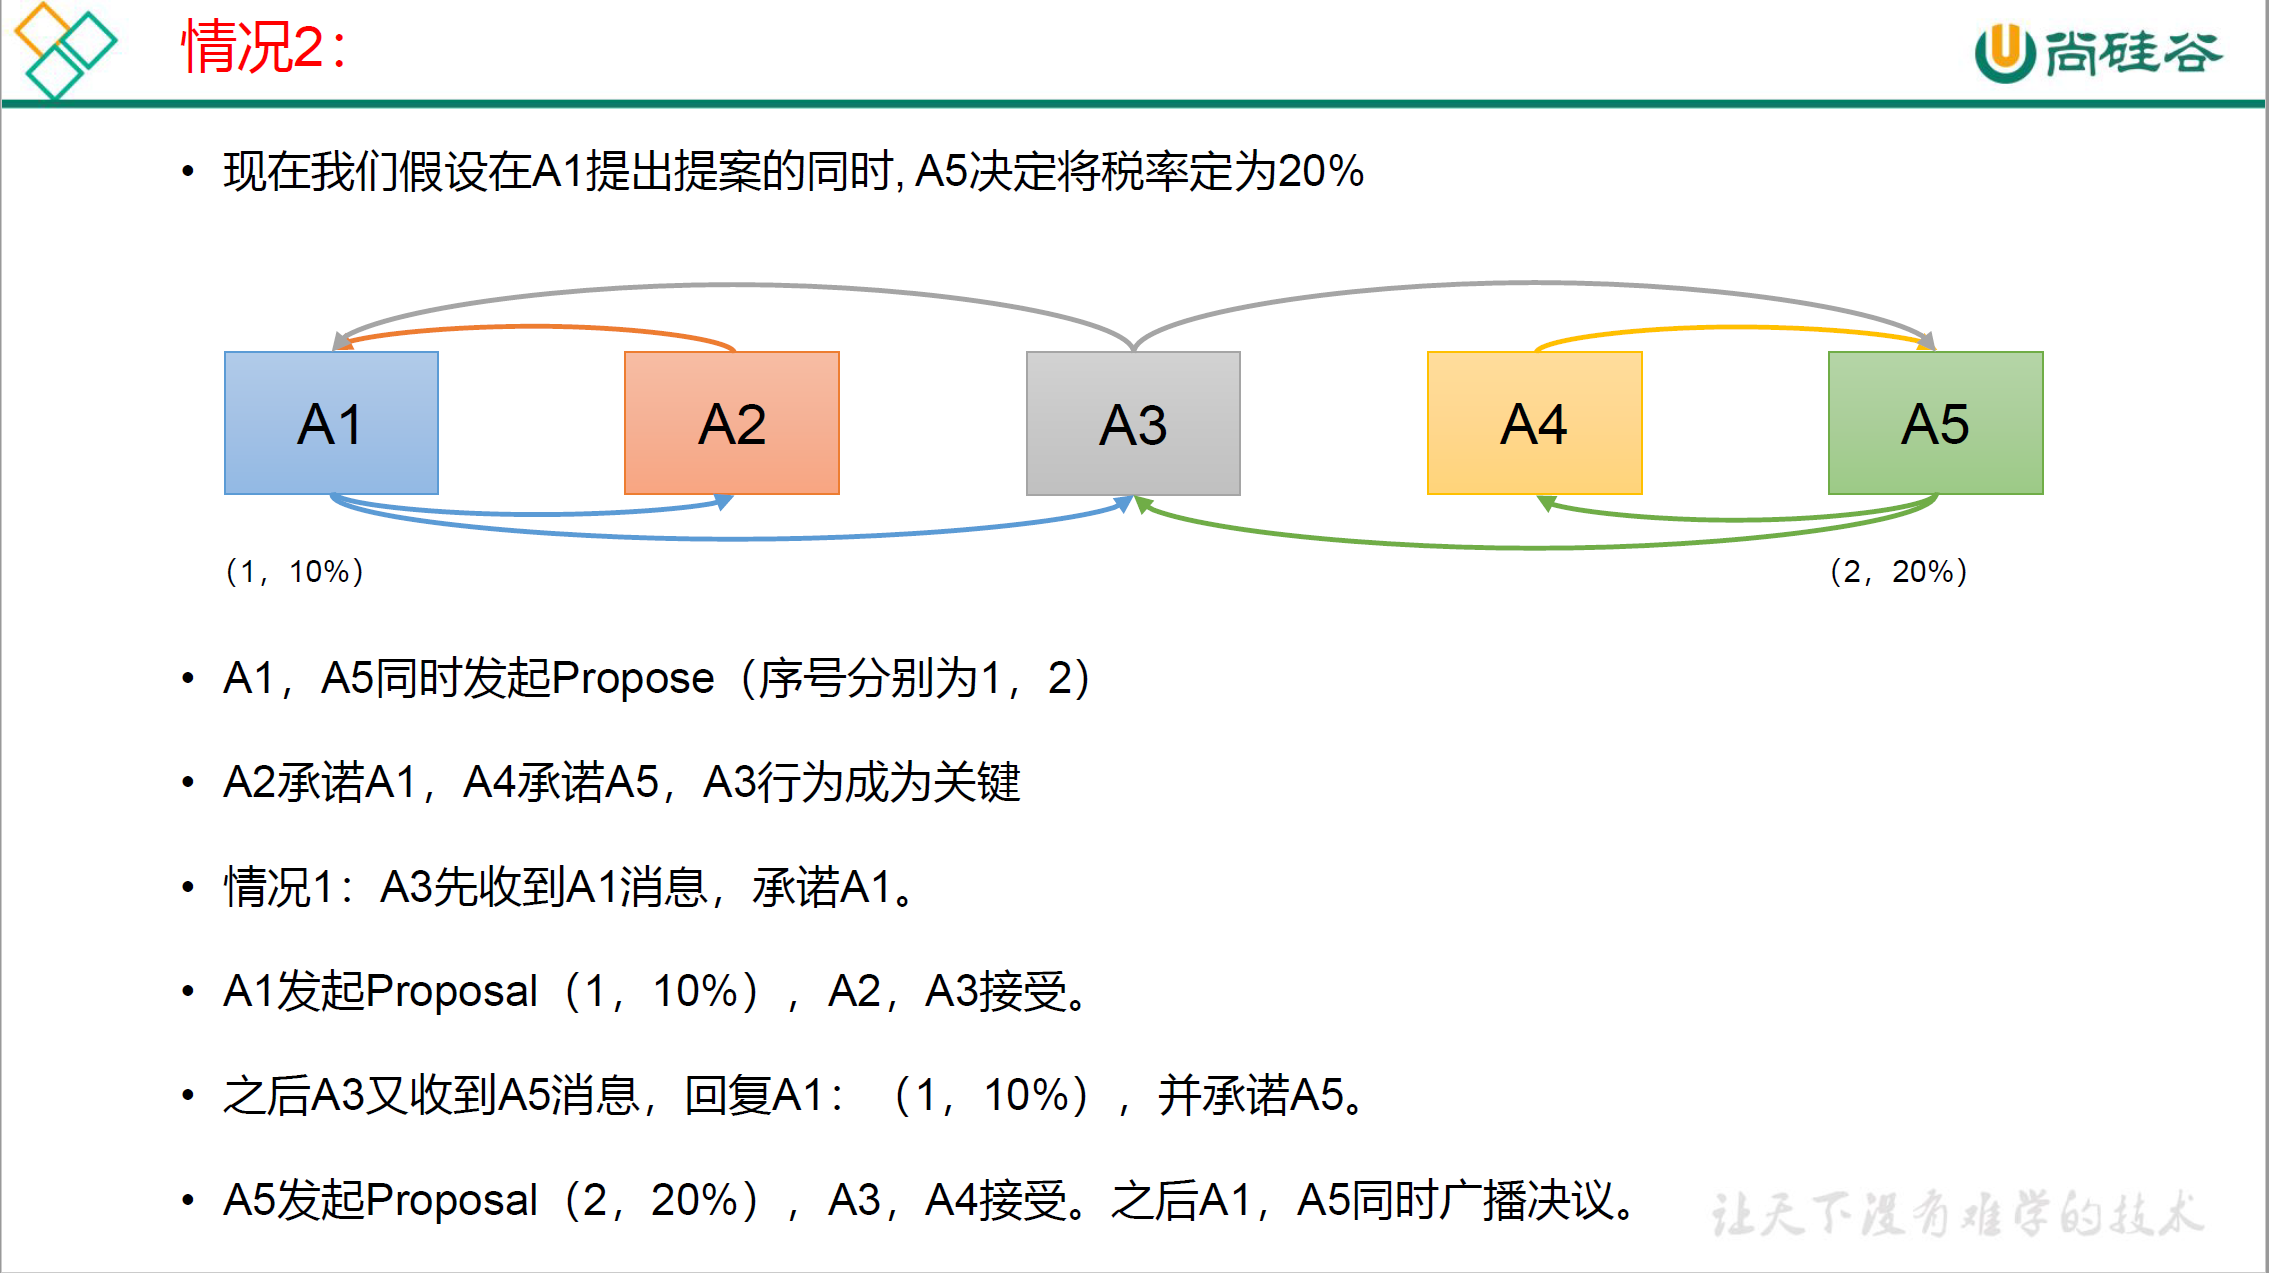 情况2：
尚硅谷
• 现在我们假设在A1提出提案的同时, A5决定将税率定为20%
A1 A2 A3 A4 A5
（1，10%） （2，20%）
• A1，A5同时发起Propose（序号分别为1，2）
• A2承诺A1，A4承诺A5，A3行为成为关键
• 情况1：A3先收到A1消息，承诺A1。
• A1发起Proposal（1，10%），A2，A3接受。
• 之后A3又收到A5消息，回复A1：（1，10%），并承诺A5。
• A5发起Proposal（2，20%），A3，A4接受。之后A1，A5同时广播决议。
让天下没有难学的技术